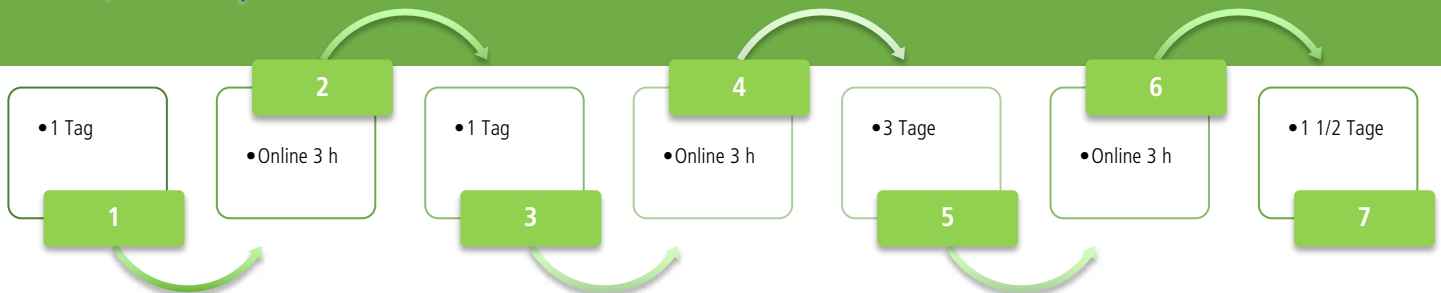 • 1 Tag
1
2
• Online 3 h
• 1 Tag
3
4
• Online 3 h
• 3 Tage
5
6
• Online 3 h
• 1 1/2 Tage
7